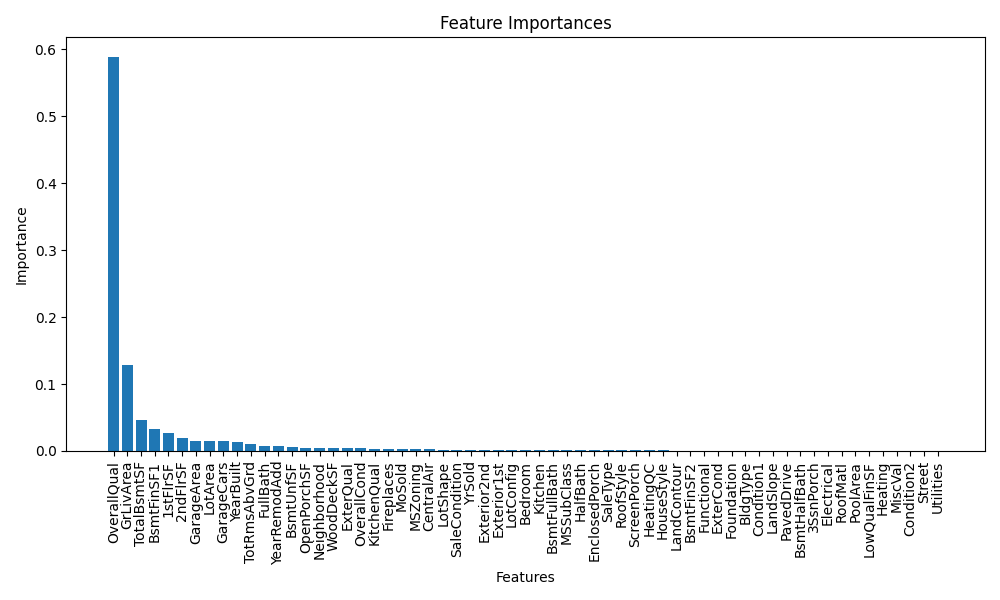 Feature Importances
Importance
0.6
0.5
0.4
0.3
0.2
0.1
0.0
OverallQual
GrLivArea
TotalBsmtSF
BsmtFinSF1
1stFlrSF
2ndFlrSF
GarageArea
LotArea
GarageCars
YearBuilt
TotRmsAbvGrd
FullBath
YearRemodAdd
BsmtUnfSF
OpenPorchSF
Neighborhood
WoodDeckSF
ExterQual
OverallCond
KitchenQual
Fireplaces
MoSold
MSZoning
CentralAir
LotShape
SaleCondition
YrSold
Exterior2nd
Exterior1st
LotConfig
Bedroom
Kitchen
BsmtFullBath
MSSubClass
HalfBath
EnclosedPorch
SaleType
RoofStyle
ScreenPorch
HeatingQC
HouseStyle
LandContour
BsmtFinSF2
Functional
ExterCond
Foundation
BldgType
Condition1
LandSlope
PavedDrive
BsmtHalfBath
3SsnPorch
Electrical
RoofMatl
PoolArea
LowQualFinSF
Heating
MiscVal
Condition2
Street
Utilities
Features